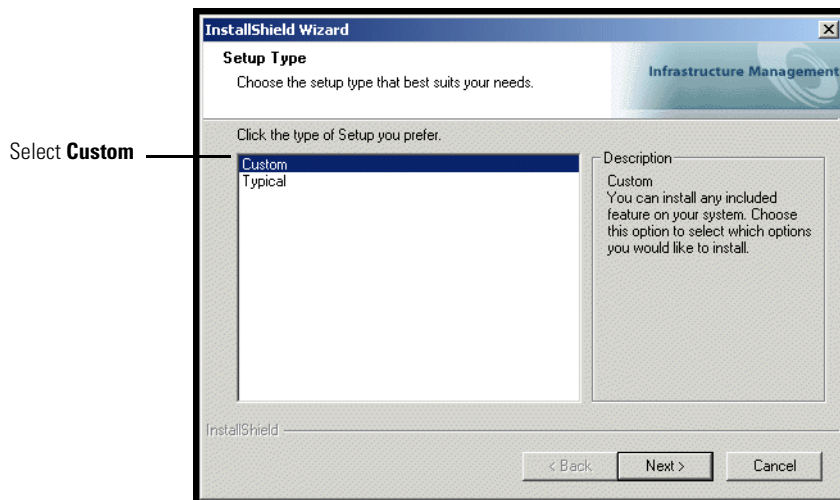 InstallShield Wizard
Setup Type
Choose the setup type that best suits your needs.
Infrastructure Management
Click the type of Setup you prefer.
Select Custom
Custom
Typical
Description
Custom
You can install any included
feature on your system. Choose
this option to select which options
you would like to install.
InstallShield
< Back
Next >
Cancel